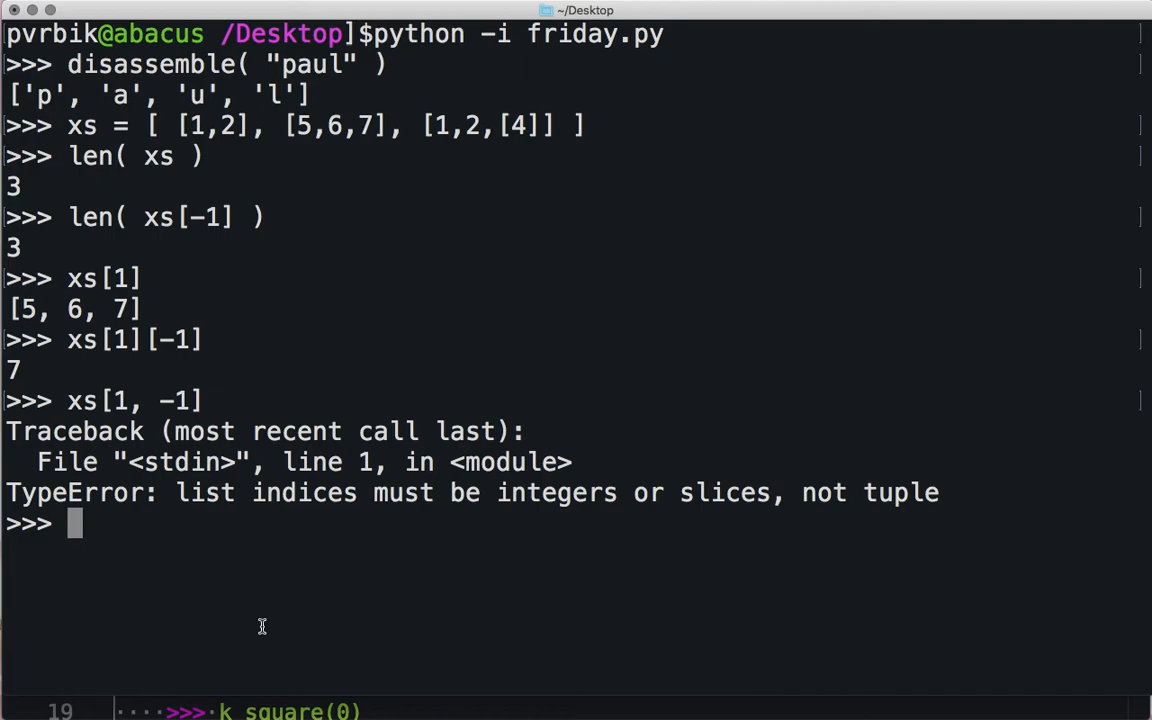 ~/Desktop
pvrbik@abacus /Desktop]$python -i friday.py
>>> disassemble( "paul" )
['p', 'a', 'u', 'l']
>>> xs = [ [1,2], [5,6,7], [1,2,[4]] ]
>>> len( xs )
3
>>> len( xs[-1] )
3
>>> xs[1]
[5, 6, 7]
>>> xs[1][-1]
7
>>> xs[1, -1]
Traceback (most recent call last):
  File "<stdin>", line 1, in <module>
TypeError: list indices must be integers or slices, not tuple
>>>
19 ····>>>·k_square(0)